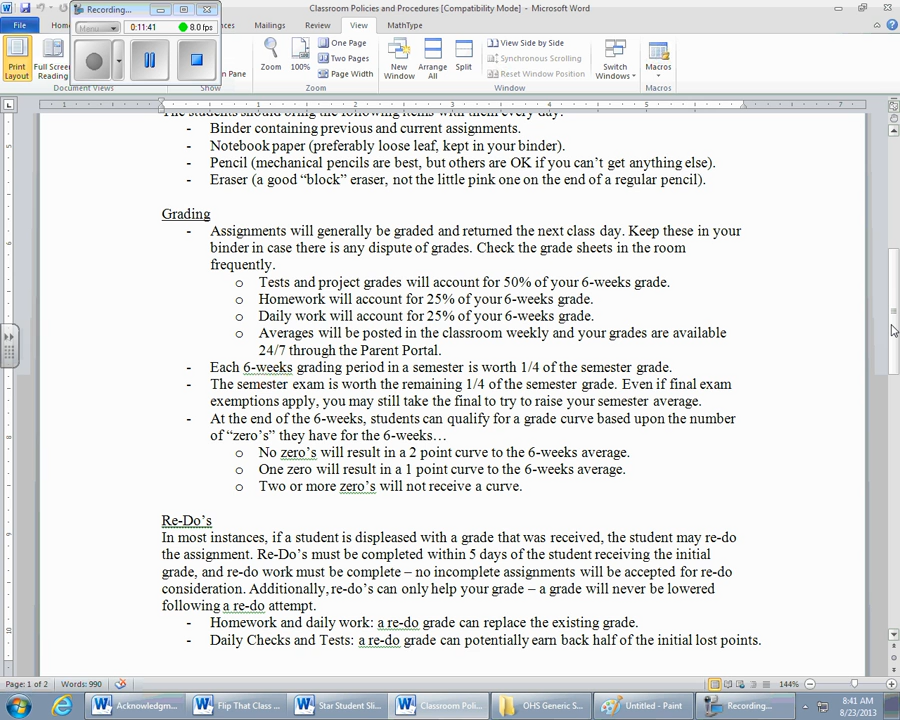 Classroom Policies and Procedures [Compatibility Mode] - Microsoft Word
Recording...
0:11:41
8.0 fps
Menu
File
Mailings
Review
View
MathType
Print Layout
Full Screen Reading
Document Views
Show
Zoom
100%
One Page
Two Pages
Page Width
Zoom
New Window
Arrange All
Split
View Side by Side
Synchronous Scrolling
Reset Window Position
Window
Switch Windows
Macros
Macros
The students should bring the following items with them every day:
- Binder containing previous and current assignments.
- Notebook paper (preferably loose leaf, kept in your binder).
- Pencil (mechanical pencils are best, but others are OK if you can’t get anything else).
- Eraser (a good “block” eraser, not the little pink one on the end of a regular pencil).
Grading
- Assignments will generally be graded and returned the next class day. Keep these in your
binder in case there is any dispute of grades. Check the grade sheets in the room
frequently.
o Tests and project grades will account for 50% of your 6-weeks grade.
o Homework will account for 25% of your 6-weeks grade.
o Daily work will account for 25% of your 6-weeks grade.
o Averages will be posted in the classroom weekly and your grades are available
24/7 through the Parent Portal.
- Each 6-weeks grading period in a semester is worth 1/4 of the semester grade.
- The semester exam is worth the remaining 1/4 of the semester grade. Even if final exam
exemptions apply, you may still take the final to try to raise your semester average.
- At the end of the 6-weeks, students can qualify for a grade curve based upon the number
of “zero’s” they have for the 6-weeks…
o No zero’s will result in a 2 point curve to the 6-weeks average.
o One zero will result in a 1 point curve to the 6-weeks average.
o Two or more zero’s will not receive a curve.
Re-Do’s
In most instances, if a student is displeased with a grade that was received, the student may re-do
the assignment. Re-Do’s must be completed within 5 days of the student receiving the initial
grade, and re-do work must be complete – no incomplete assignments will be accepted for re-do
consideration. Additionally, re-do’s can only help your grade – a grade will never be lowered
following a re-do attempt.
- Homework and daily work: a re-do grade can replace the existing grade.
- Daily Checks and Tests: a re-do grade can potentially earn back half of the initial lost points.
Page: 1 of 2
Words: 990
144%
Acknowledgm...
Flip That Class ...
Star Student Sli...
Classroom Poli...
OHS Generic S...
Untitled - Paint
Recording...
8:41 AM
8/23/2013